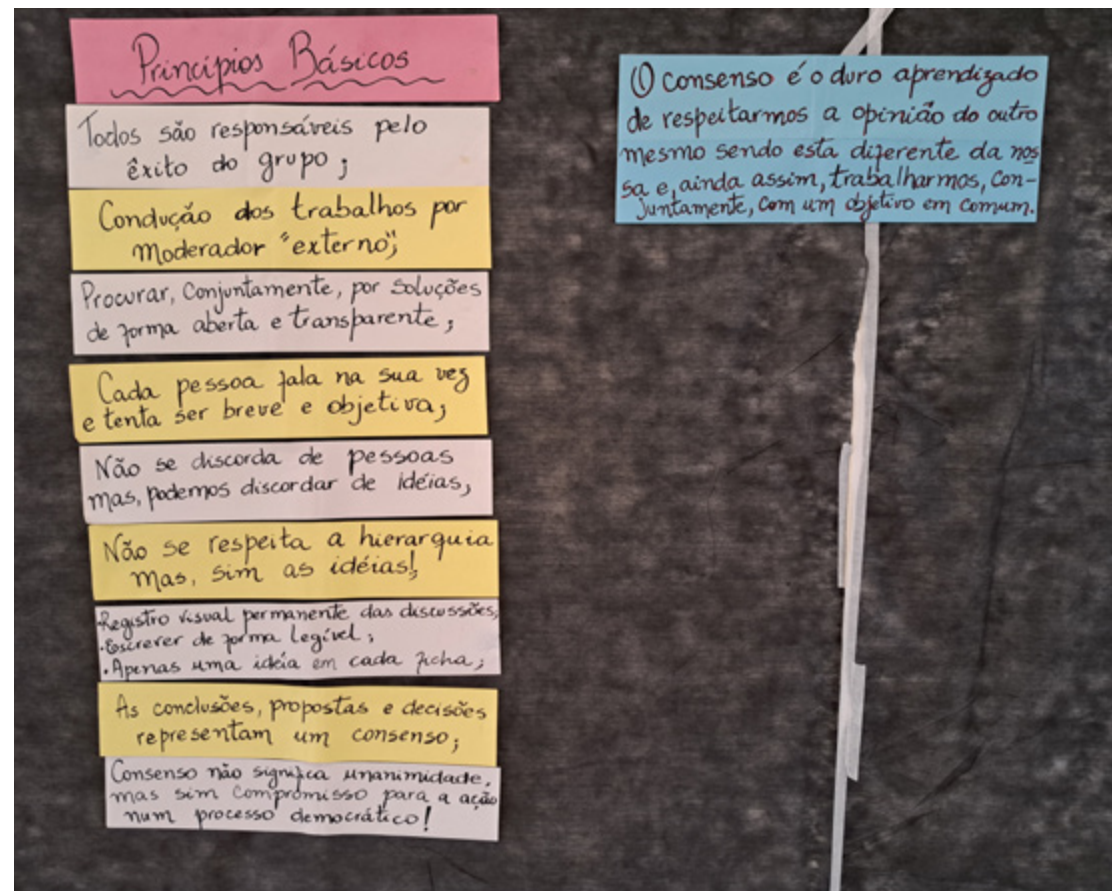 Princípios Básicos
Todos são responsáveis pelo
êxito do grupo;
Condução dos trabalhos por
moderador "externo";
Procurar, Conjuntamente, por soluções
de forma aberta e transparente;
Cada pessoa fala na sua vez
e tenta ser breve e objetiva;
Não se discorda de pessoas
mas, podemos discordar de idéias;
Não se respeita a hierarquia
mas, sim as idéias!;
·Registro visual permanente das discussões;
·Escrever de forma legível;
·Apenas uma idéia em cada ficha;
As conclusões, propostas e decisões
representam um consenso;
Consenso não significa unanimidade,
mas sim compromisso para a ação
num processo democrático!
O consenso é o duro aprendizado
de respeitarmos a opinião do outro
mesmo sendo esta diferente da nos
sa e, ainda assim, trabalharmos, con-
juntamente, com um objetivo em comum.